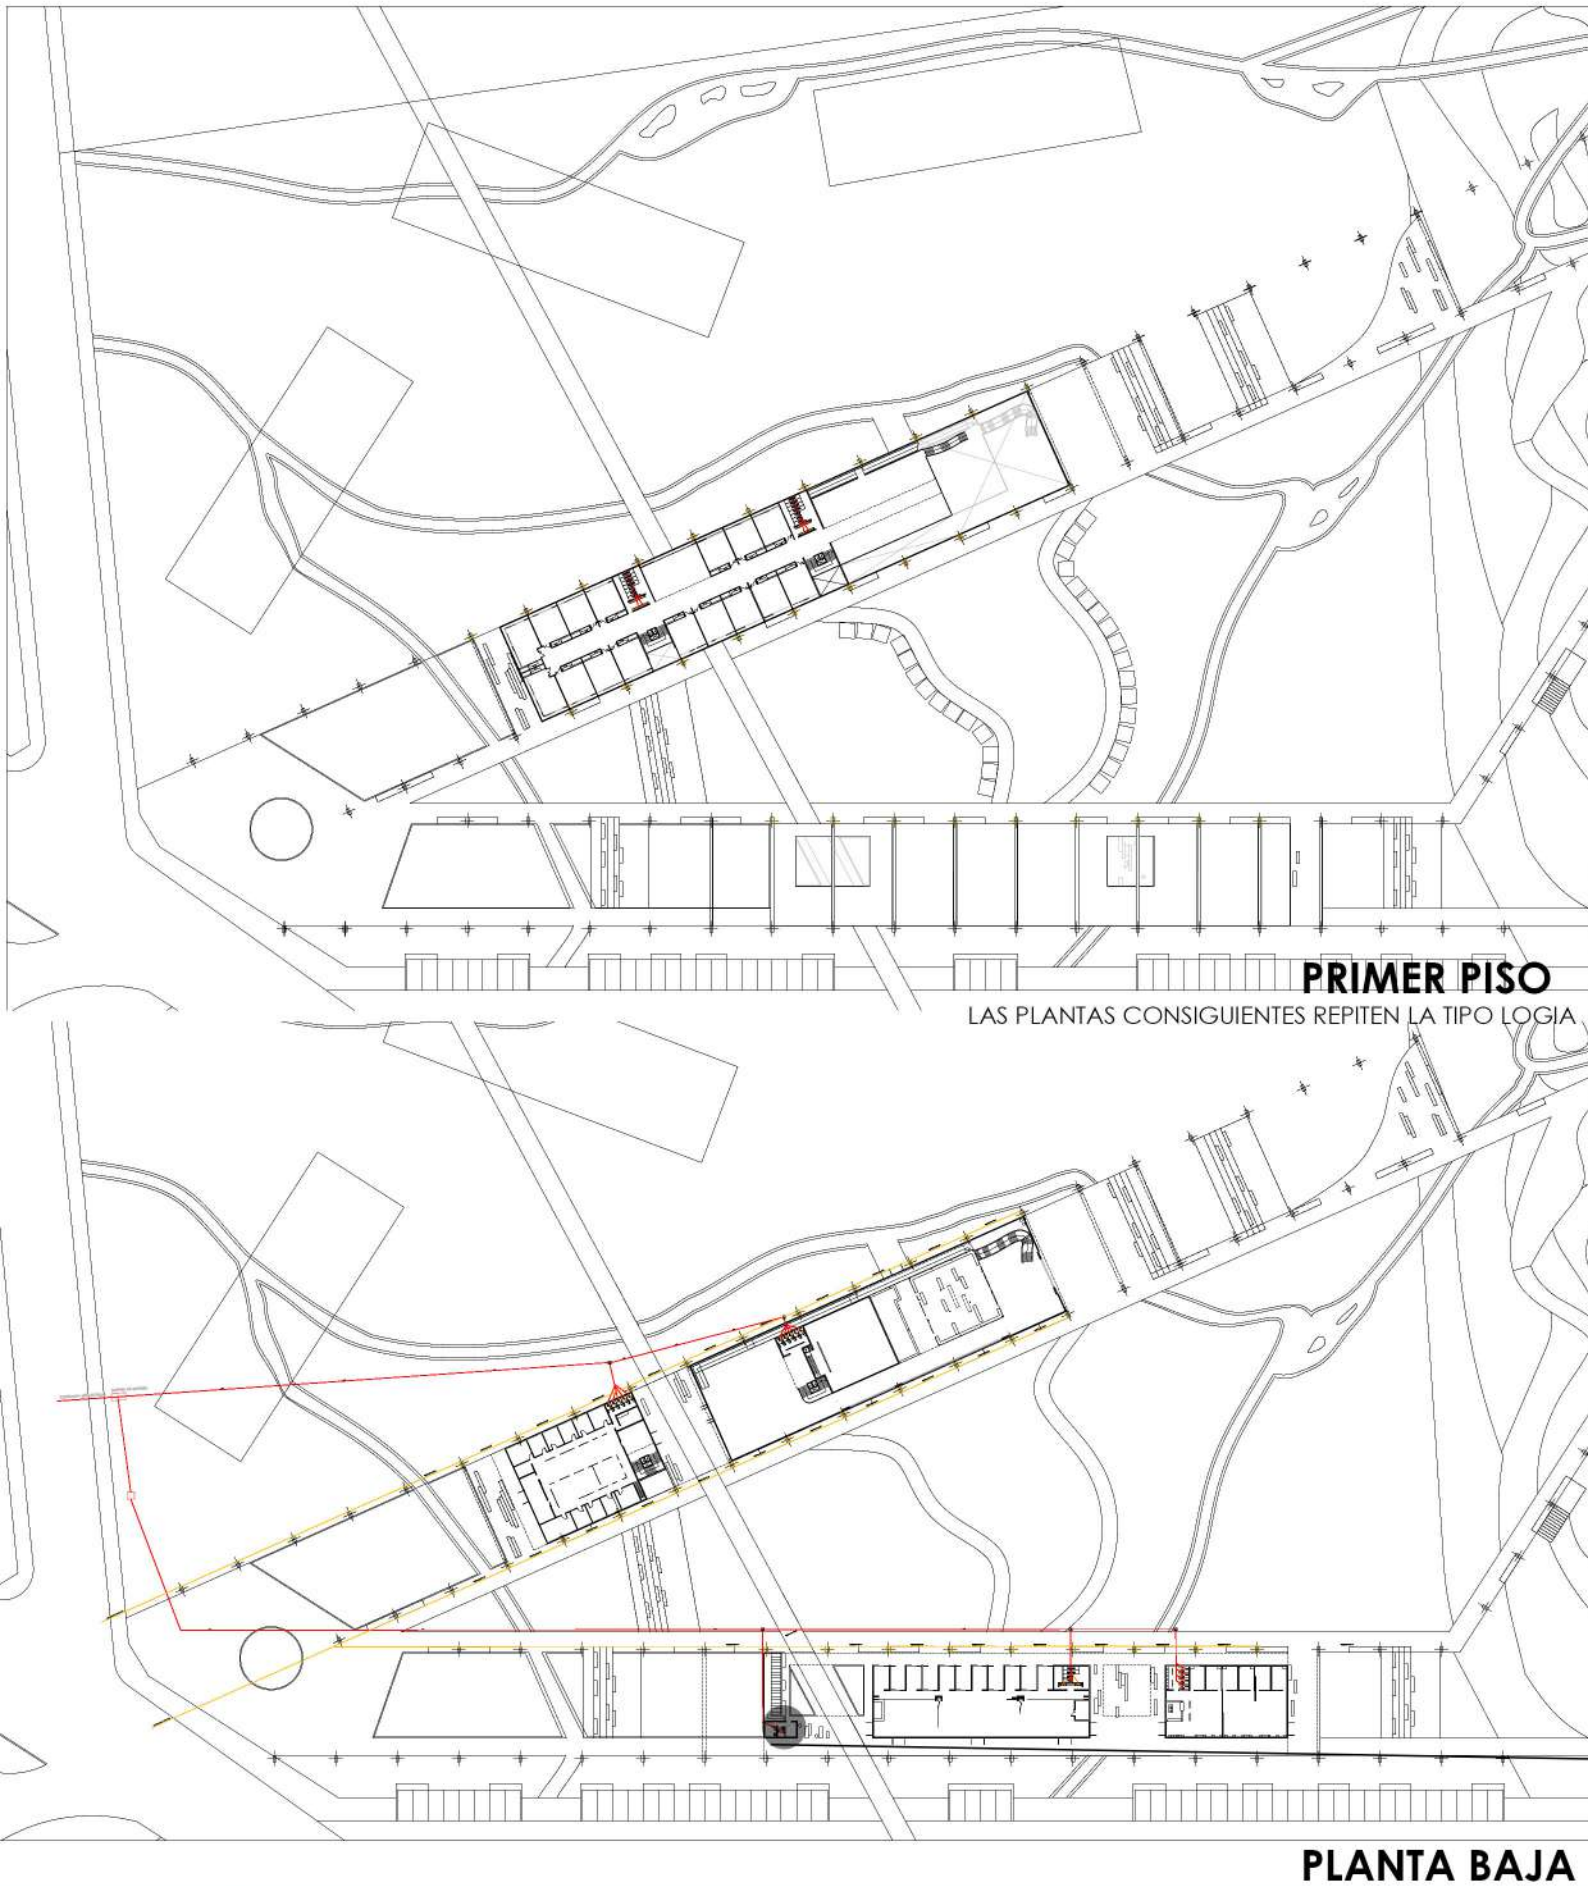 PRIMER PISO
LAS PLANTAS CONSIGUIENTES REPITEN LA TIPO LOGIA
PLANTA BAJA